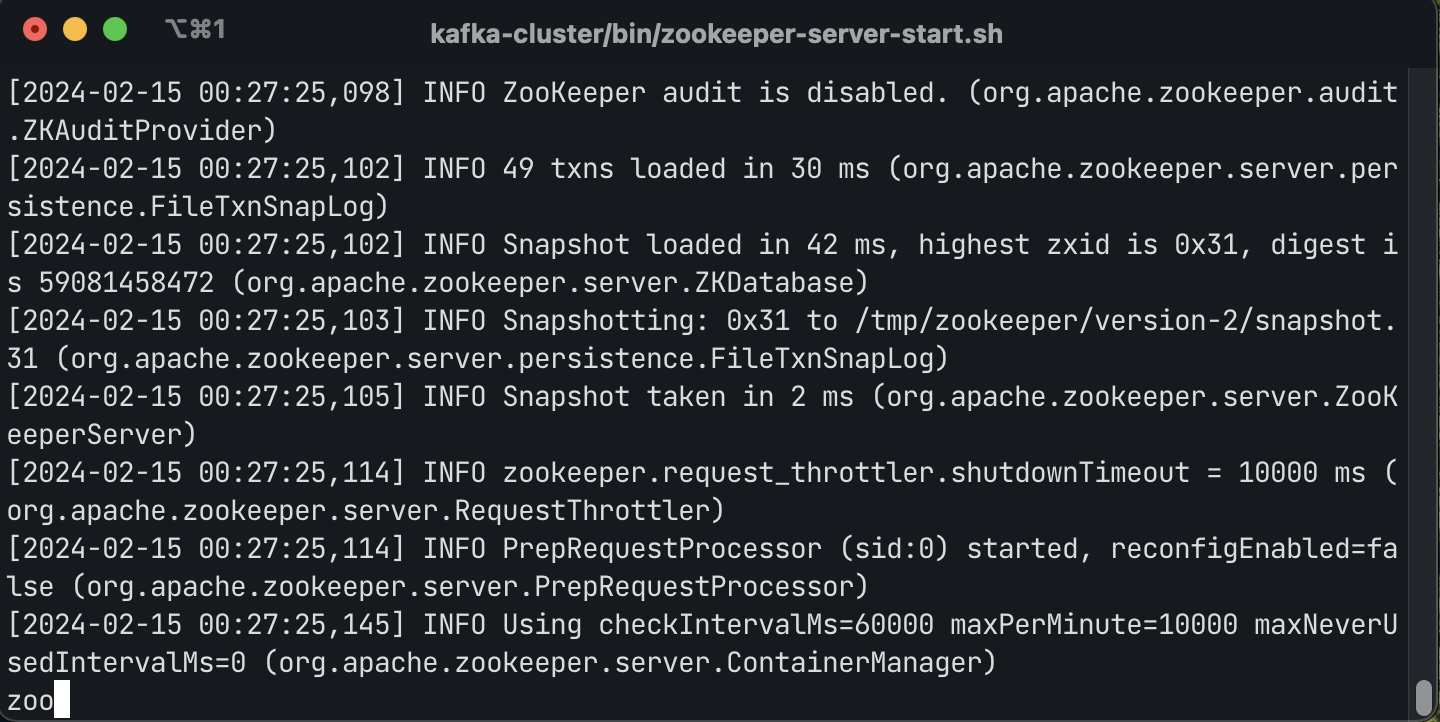 ⌥⌘1
kafka-cluster/bin/zookeeper-server-start.sh
[2024-02-15 00:27:25,098] INFO ZooKeeper audit is disabled. (org.apache.zookeeper.audit
.ZKAuditProvider)
[2024-02-15 00:27:25,102] INFO 49 txns loaded in 30 ms (org.apache.zookeeper.server.per
sistence.FileTxnSnapLog)
[2024-02-15 00:27:25,102] INFO Snapshot loaded in 42 ms, highest zxid is 0x31, digest i
s 59081458472 (org.apache.zookeeper.server.ZKDatabase)
[2024-02-15 00:27:25,103] INFO Snapshotting: 0x31 to /tmp/zookeeper/version-2/snapshot.
31 (org.apache.zookeeper.server.persistence.FileTxnSnapLog)
[2024-02-15 00:27:25,105] INFO Snapshot taken in 2 ms (org.apache.zookeeper.server.ZooK
eeperServer)
[2024-02-15 00:27:25,114] INFO zookeeper.request_throttler.shutdownTimeout = 10000 ms (
org.apache.zookeeper.server.RequestThrottler)
[2024-02-15 00:27:25,114] INFO PrepRequestProcessor (sid:0) started, reconfigEnabled=fa
lse (org.apache.zookeeper.server.PrepRequestProcessor)
[2024-02-15 00:27:25,145] INFO Using checkIntervalMs=60000 maxPerMinute=10000 maxNeverU
sedIntervalMs=0 (org.apache.zookeeper.server.ContainerManager)
zoo